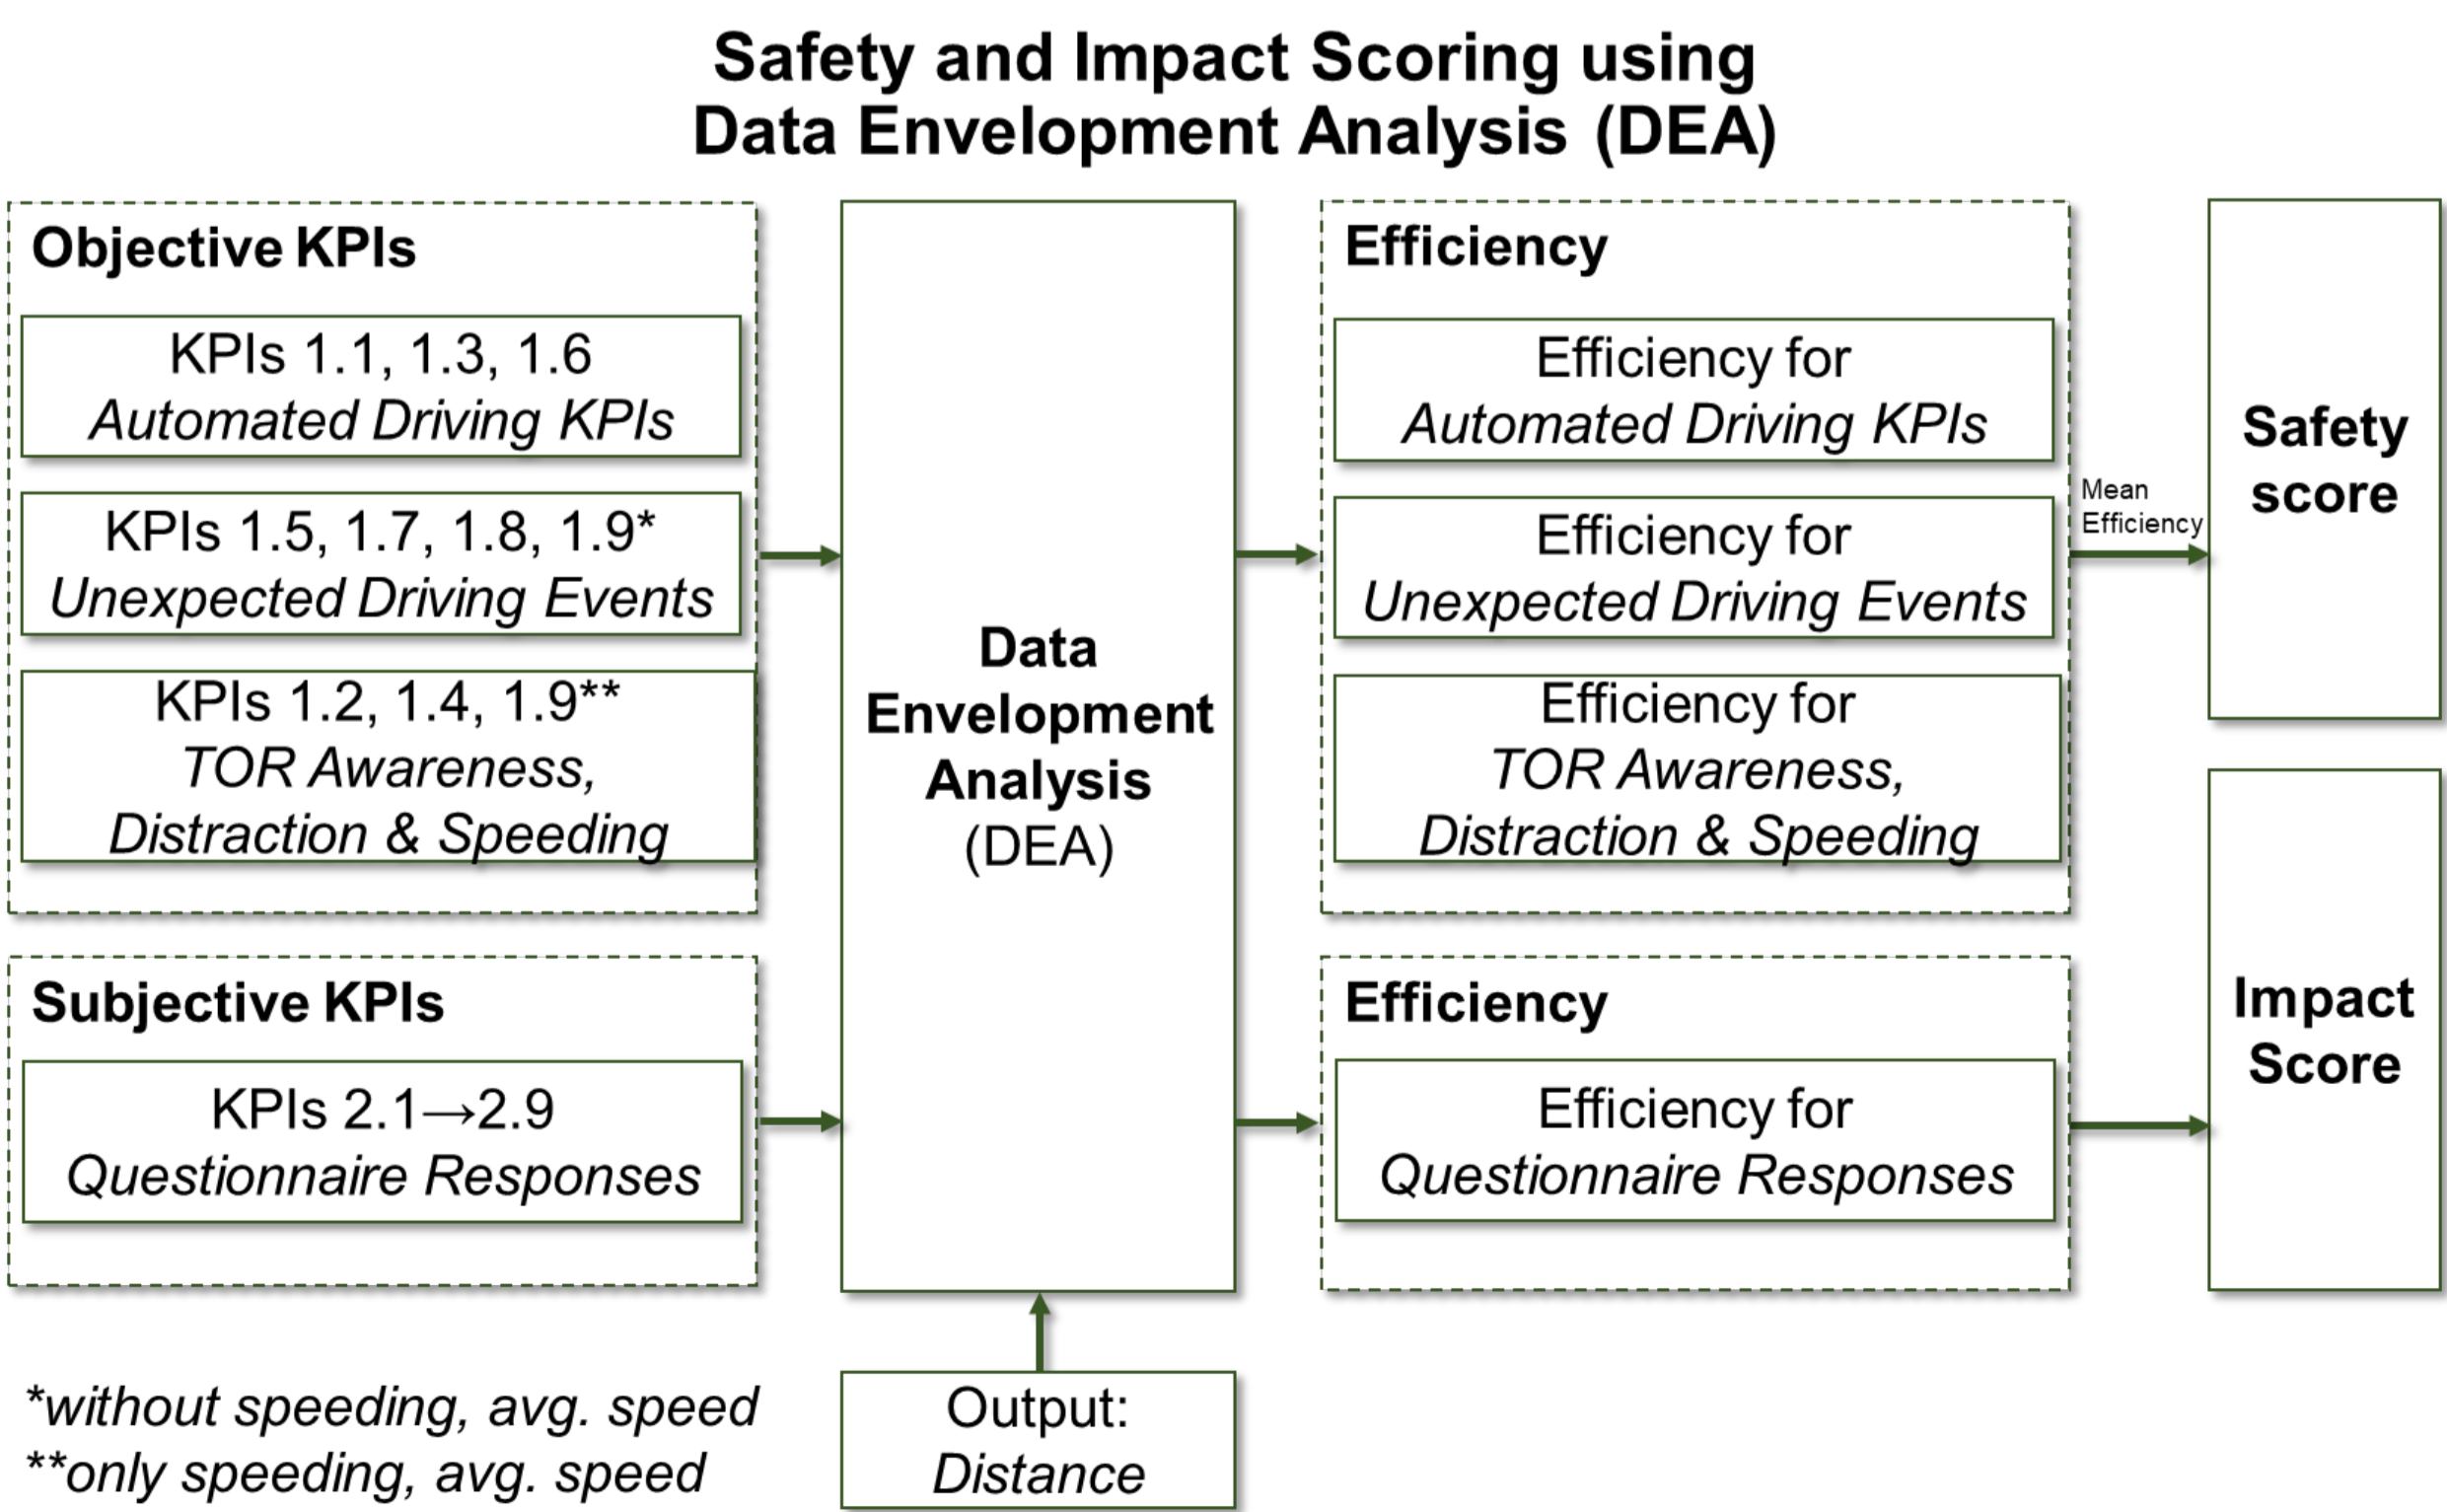 Safety and Impact Scoring using
Data Envelopment Analysis (DEA)
Objective KPIs
KPIs 1.1, 1.3, 1.6
Automated Driving KPIs
KPIs 1.5, 1.7, 1.8, 1.9*
Unexpected Driving Events
KPIs 1.2, 1.4, 1.9**
TOR Awareness,
Distraction & Speeding
Subjective KPIs
KPIs 2.1→2.9
Questionnaire Responses
*without speeding, avg. speed
**only speeding, avg. speed
Data
Envelopment
Analysis
(DEA)
Output:
Distance
Efficiency
Efficiency for
Automated Driving KPIs
Efficiency for
Unexpected Driving Events
Efficiency for
TOR Awareness,
Distraction & Speeding
Efficiency
Efficiency for
Questionnaire Responses
Mean
Efficiency
Safety
score
Impact
Score